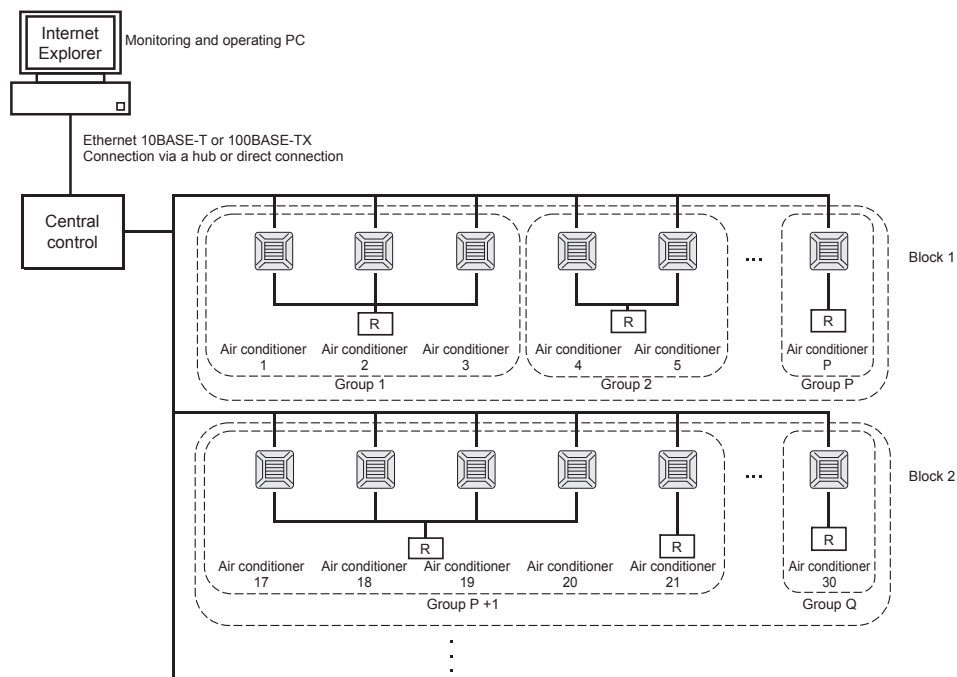 Internet
Explorer
Monitoring and operating PC
Ethernet 10BASE-T or 100BASE-TX
Connection via a hub or direct connection
Central
control
Block 1
...
R
R
R
Air conditioner
1
Air conditioner
2
Air conditioner
3
Air conditioner
4
Air conditioner
5
Air conditioner
P
Group 1
Group 2
Group P
Block 2
...
R
R
R
Air conditioner
17
Air conditioner
18
Air conditioner
19
Air conditioner
20
Air conditioner
21
Air conditioner
30
Group P +1
Group Q